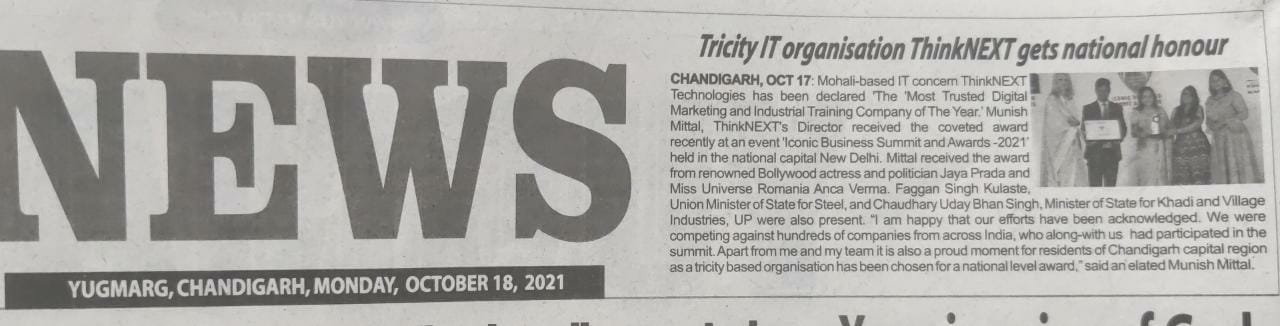 NEWS
YUGMARG, CHANDIGARH, MONDAY, OCTOBER 18, 2021
Tricity IT organisation ThinkNEXT gets national honour
CHANDIGARH, OCT 17: Mohali-based IT concern ThinkNEXT
Technologies has been declared 'The 'Most Trusted Digital
Marketing and Industrial Training Company of The Year.' Munish
Mittal, ThinkNEXT's Director received the coveted award
recently at an event 'Iconic Business Summit and Awards -2021'
held in the national capital New Delhi. Mittal received the award
from renowned Bollywood actress and politician Jaya Prada and
Miss Universe Romania Anca Verma. Faggan Singh Kulaste,
Union Minister of State for Steel, and Chaudhary Uday Bhan Singh, Minister of State for Khadi and Village
Industries, UP were also present. "I am happy that our efforts have been acknowledged. We were
competing against hundreds of companies from across India, who along-with us had participated in the
summit. Apart from me and my team it is also a proud moment for residents of Chandigarh capital region
as a tricity based organisation has been chosen for a national level award," said an elated Munish Mittal.